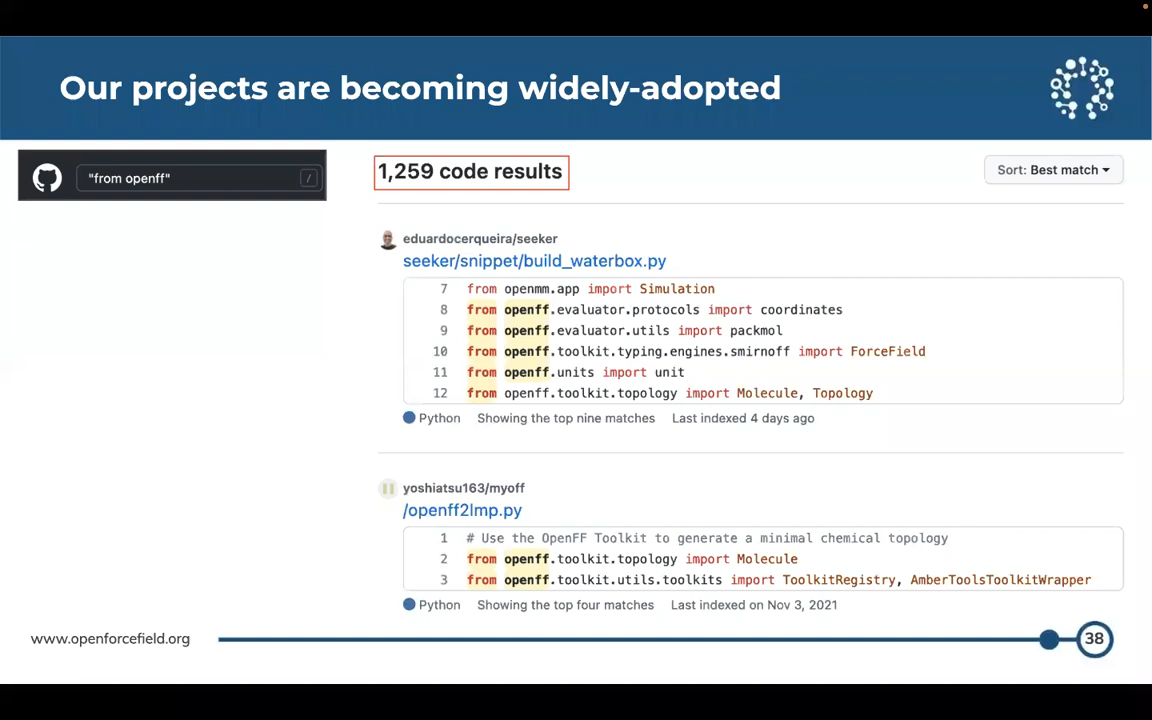 Our projects are becoming widely-adopted
"from openff" /
1,259 code results
Sort: Best match
eduardocerqueira/seeker
seeker/snippet/build_waterbox.py
7 from openmm.app import Simulation
8 from openff.evaluator.protocols import coordinates
9 from openff.evaluator.utils import packmol
10 from openff.toolkit.typing.engines.smirnoff import ForceField
11 from openff.units import unit
12 from openff.toolkit.topology import Molecule, Topology
Python Showing the top nine matches Last indexed 4 days ago
yoshiatsu163/myoff
/openff2lmp.py
1 # Use the OpenFF Toolkit to generate a minimal chemical topology
2 from openff.toolkit.topology import Molecule
3 from openff.toolkit.utils.toolkits import ToolkitRegistry, AmberToolsToolkitWrapper
Python Showing the top four matches Last indexed on Nov 3, 2021
www.openforcefield.org
38